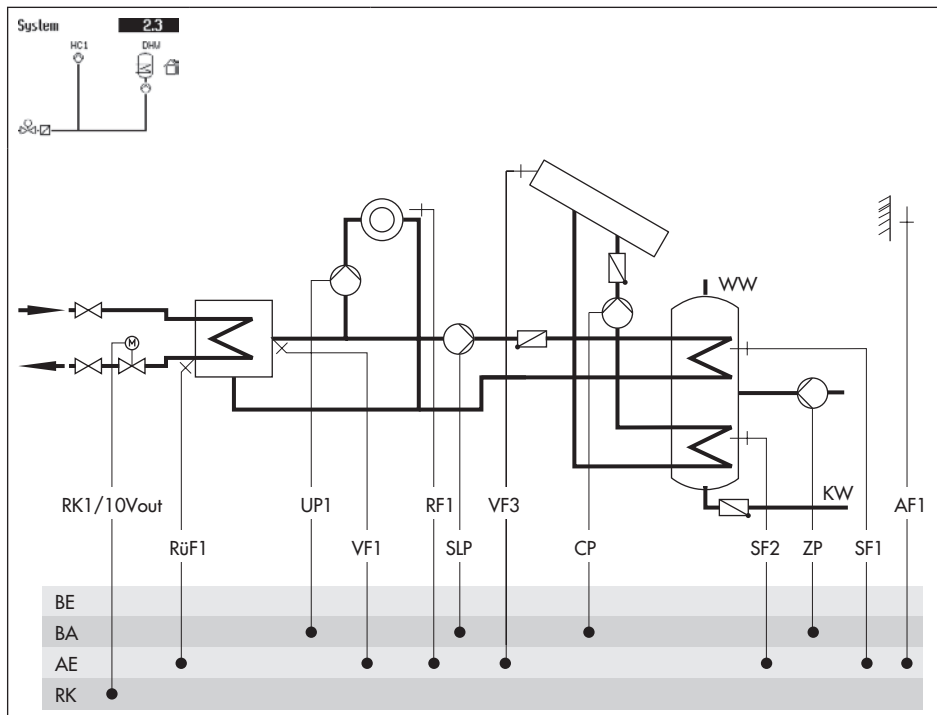 System 2.3
HC1 DHW
M
WW
KW
RK1/10Vout UP1 RF1 VF3 AF1
RüF1 VF1 SLP CP SF2 ZP SF1
BE
BA
AE
RK